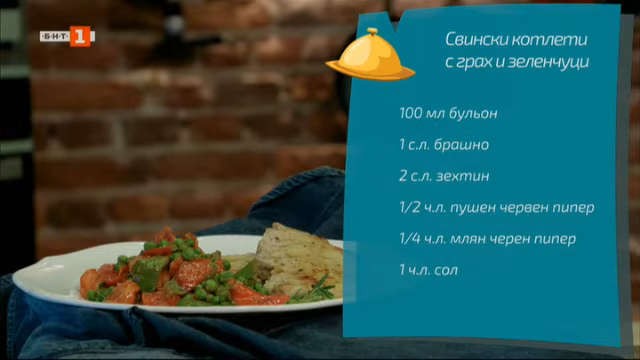 БНТ 1
Свински котлети
с грах и зеленчуци
100 мл бульон
1 с.л. брашно
2 с.л. зехтин
1/2 ч.л. пушен червен пипер
1/4 ч.л. млян черен пипер
1 ч.л. сол